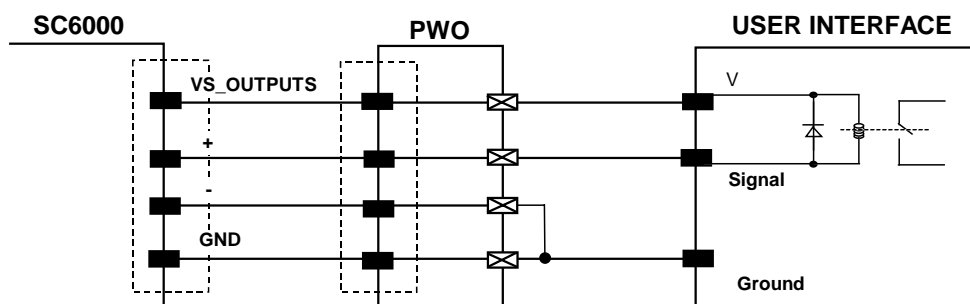 SC6000
PWO
USER INTERFACE
VS_OUTPUTS
V
+
-
Signal
GND
Ground